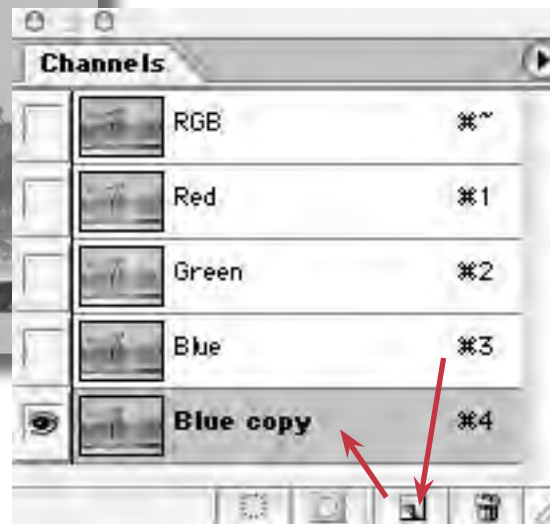 Channels
RGB ⌘~
Red ⌘1
Green ⌘2
Blue ⌘3
Blue copy ⌘4